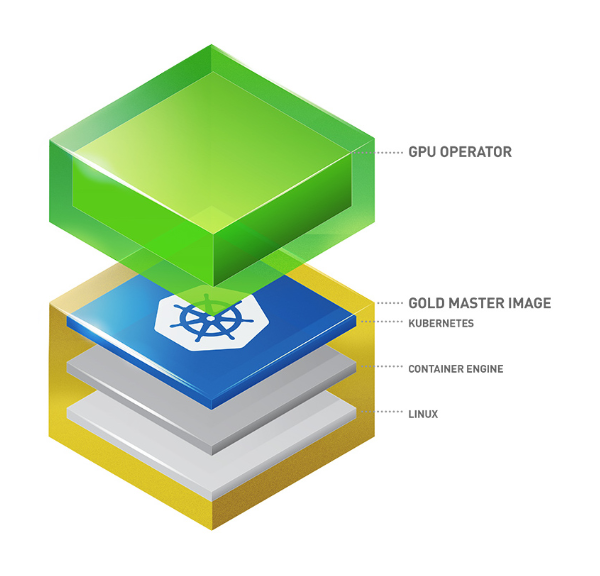 GPU OPERATOR
GOLD MASTER IMAGE
KUBERNETES
CONTAINER ENGINE
LINUX